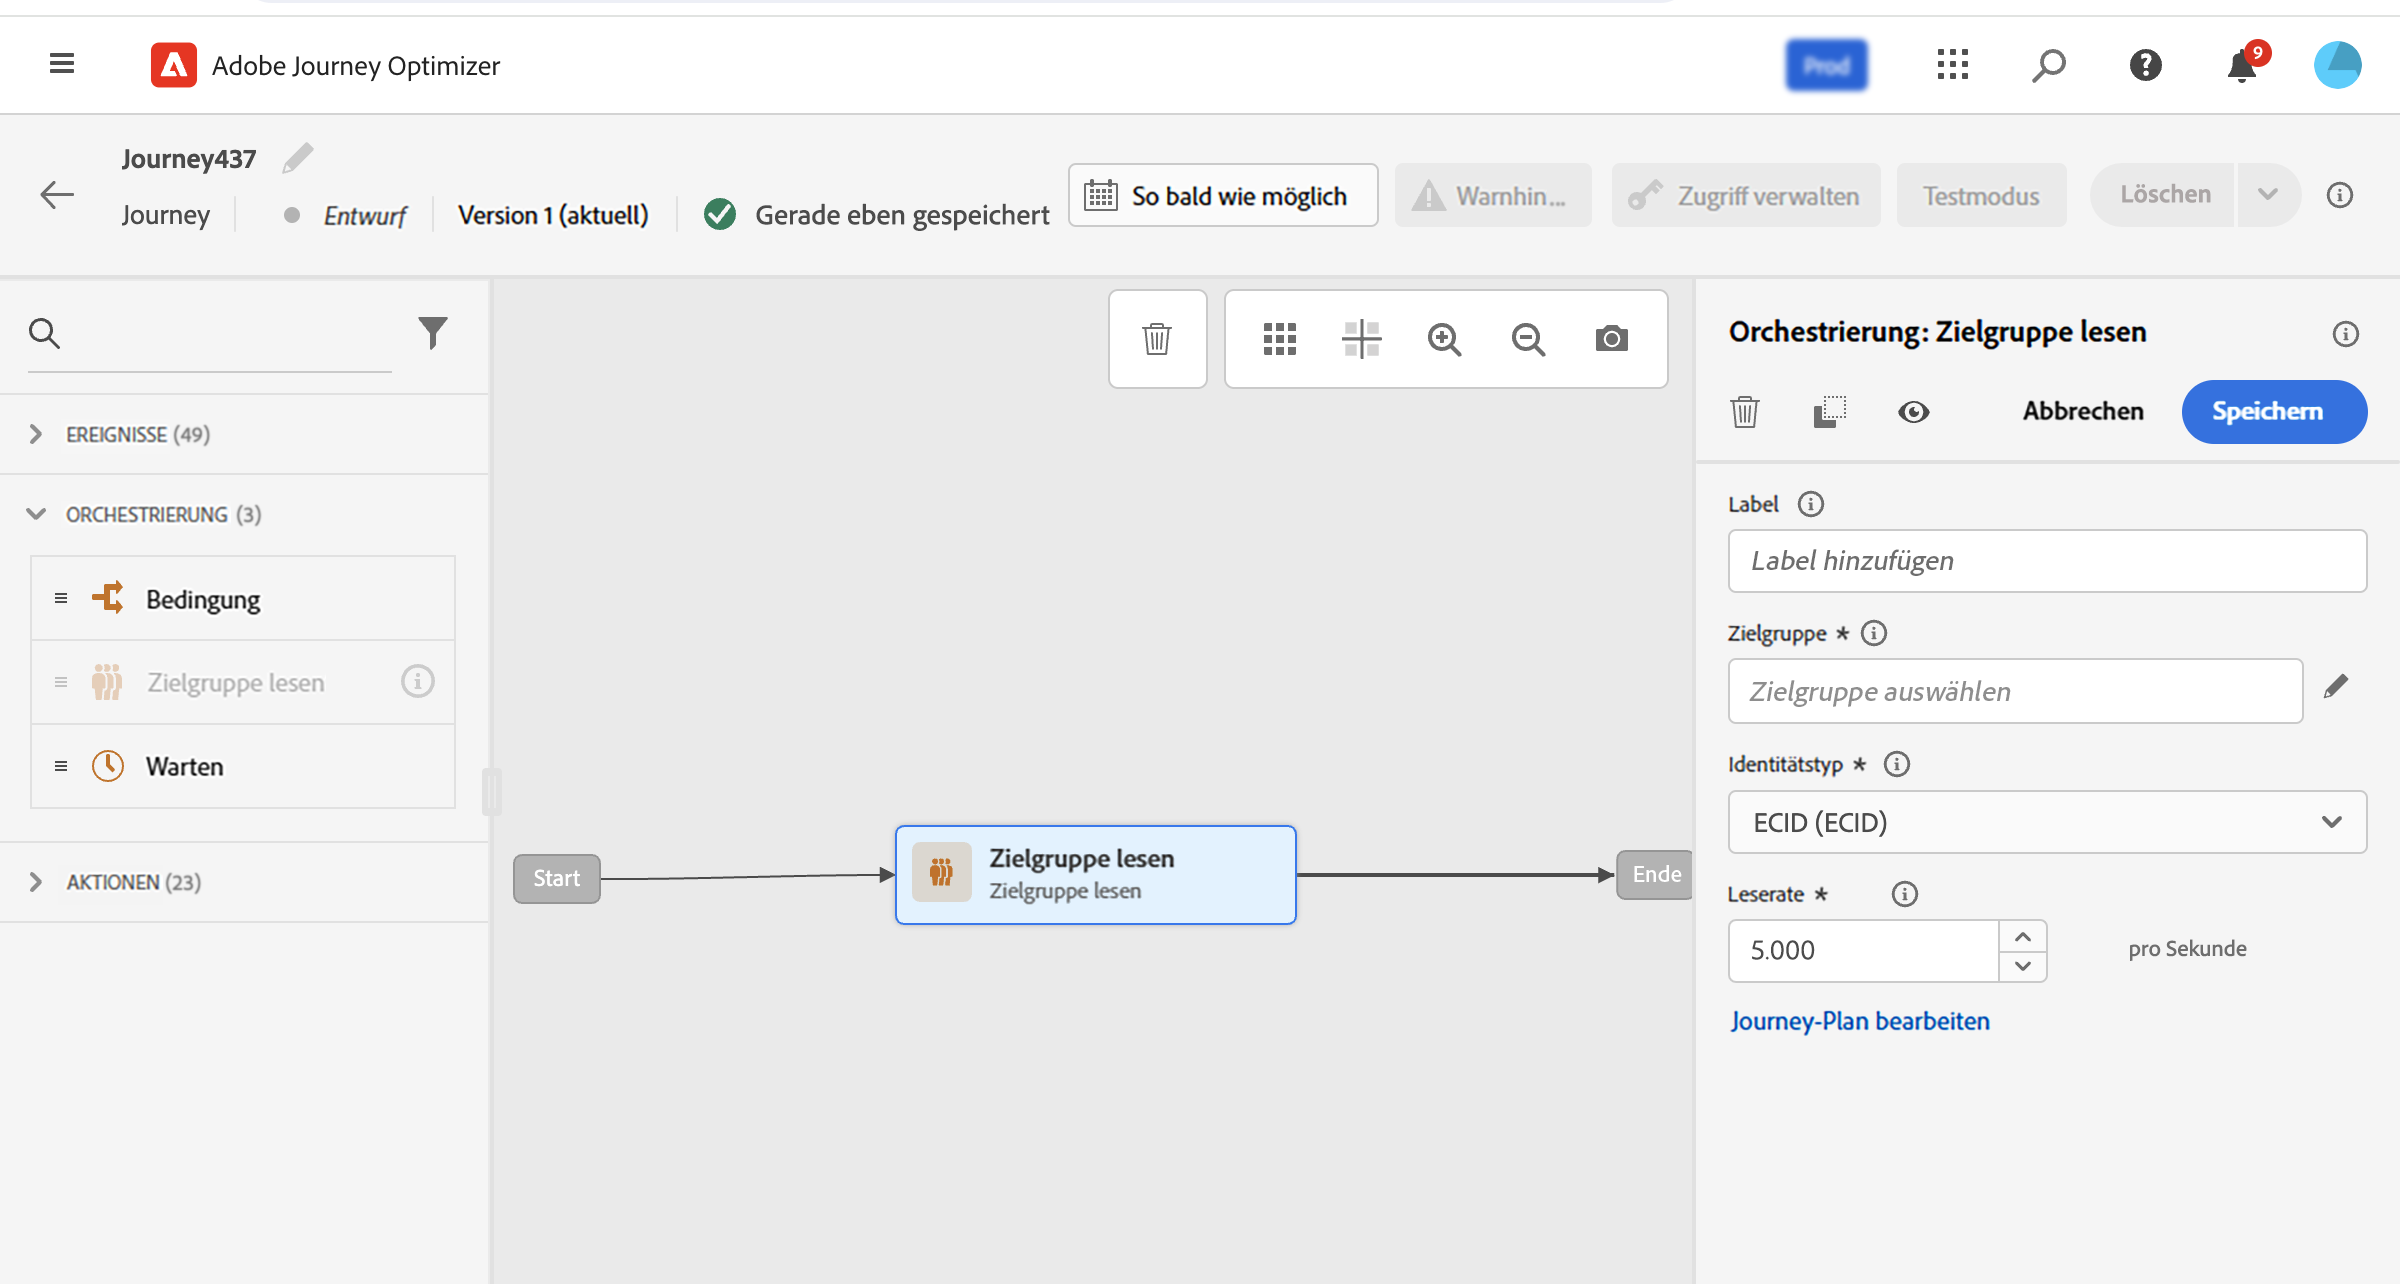 Adobe Journey Optimizer
Prod
9
Journey437
Journey
Entwurf
Version 1 (aktuell)
Gerade eben gespeichert
So bald wie möglich
Warnhin...
Zugriff verwalten
Testmodus
Löschen
EREIGNISSE (49)
ORCHESTRIERUNG (3)
Bedingung
Zielgruppe lesen
Warten
AKTIONEN (23)
Start
Zielgruppe lesen
Zielgruppe lesen
Ende
Orchestrierung: Zielgruppe lesen
Abbrechen
Speichern
Label
Label hinzufügen
Zielgruppe *
Zielgruppe auswählen
Identitätstyp *
ECID (ECID)
Leserate *
5.000
pro Sekunde
Journey-Plan bearbeiten